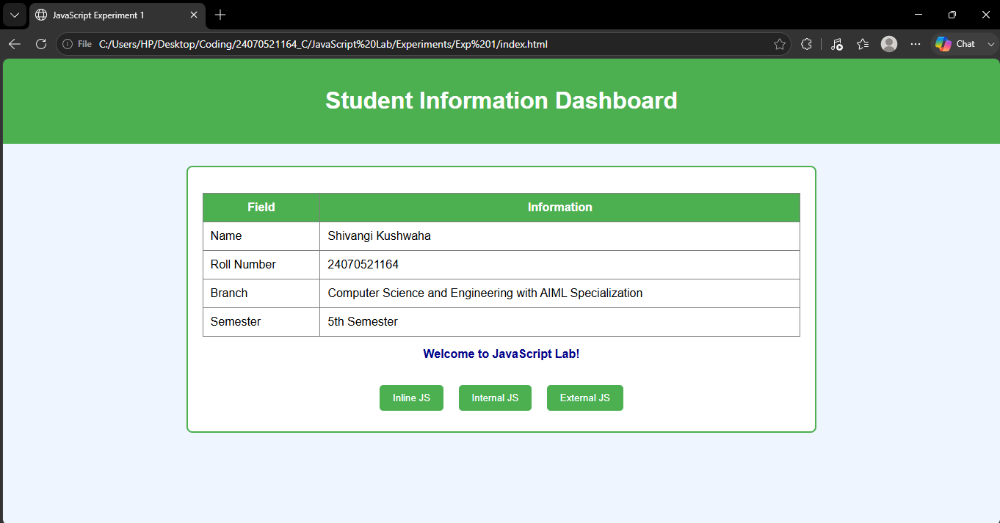 JavaScript Experiment 1
File C:/Users/HP/Desktop/Coding/24070521164_C/JavaScript%20Lab/Experiments/Exp%201/index.html
Chat
Student Information Dashboard
Field Information
Name Shivangi Kushwaha
Roll Number 24070521164
Branch Computer Science and Engineering with AIML Specialization
Semester 5th Semester
Welcome to JavaScript Lab!
Inline JS Internal JS External JS